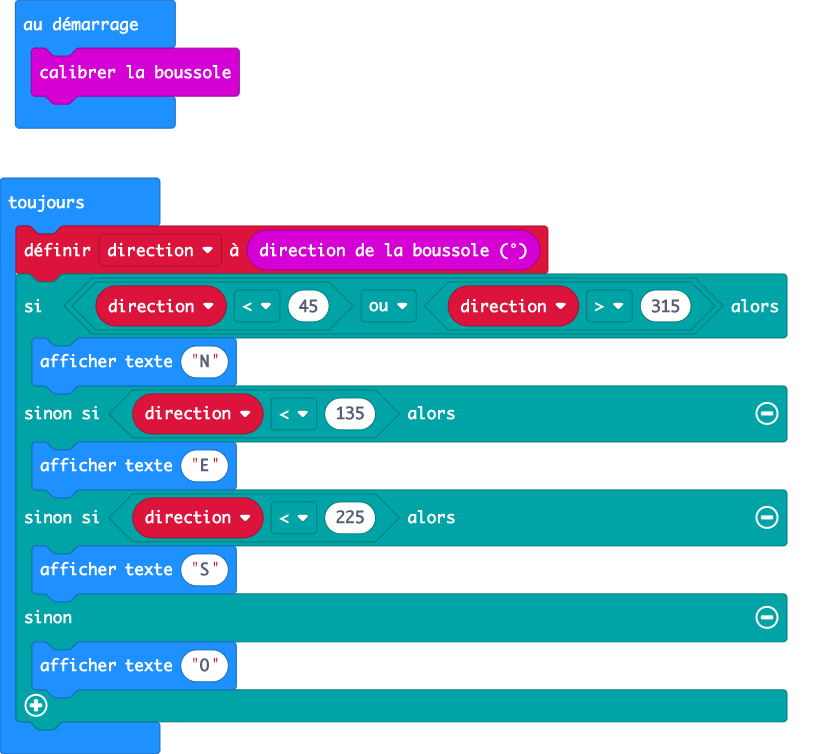 au démarrage
calibrer la boussole
toujours
définir direction à direction de la boussole (°)
si direction < 45 ou direction > 315 alors
afficher texte "N"
sinon si direction < 135 alors
afficher texte "E"
sinon si direction < 225 alors
afficher texte "S"
sinon
afficher texte "O"